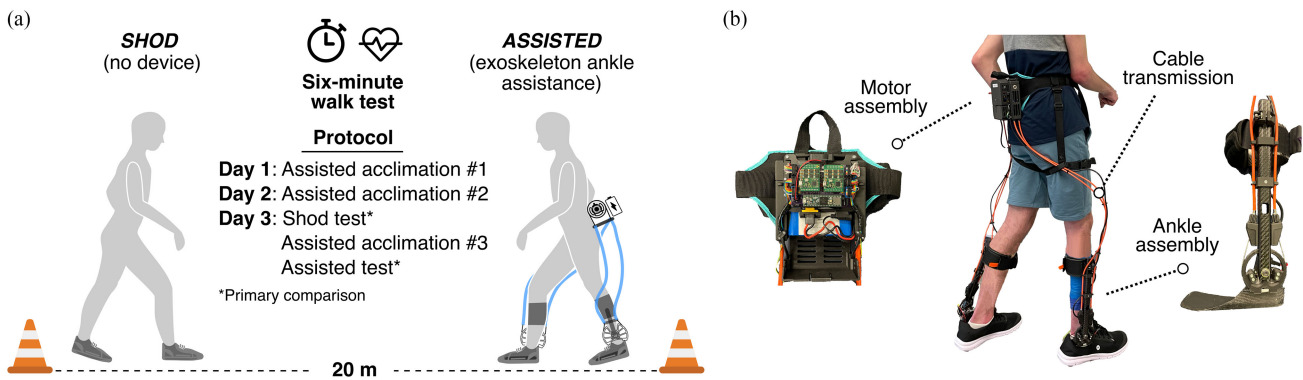 (a)
SHOD
(no device)
Six-minute
walk test
Protocol
Day 1: Assisted acclimation #1
Day 2: Assisted acclimation #2
Day 3: Shod test*
Assisted acclimation #3
Assisted test*
*Primary comparison
ASSISTED
(exoskeleton ankle
assistance)
20 m
(b)
Motor
assembly
Cable
transmission
Ankle
assembly